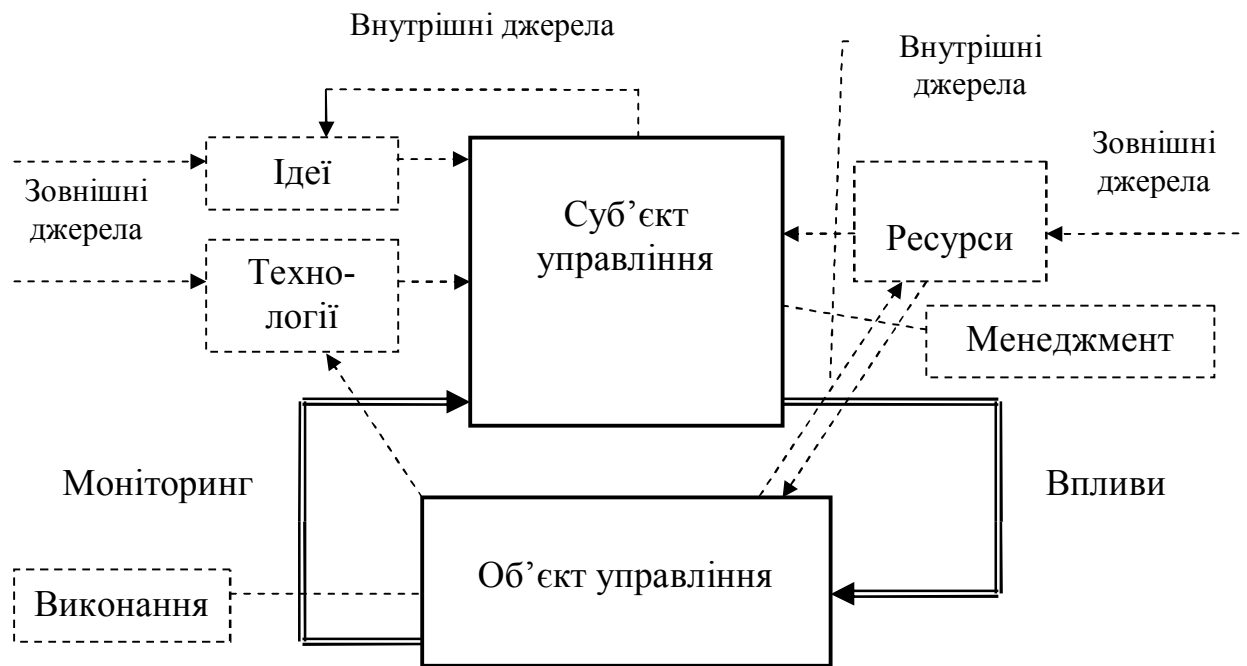 Внутрішні джерела
Внутрішні
джерела
Зовнішні
джерела
Ідеї
Зовнішні
джерела
Суб’єкт
управління
Ресурси
Техно-
логії
Менеджмент
Моніторинг
Впливи
Об’єкт управління
Виконання